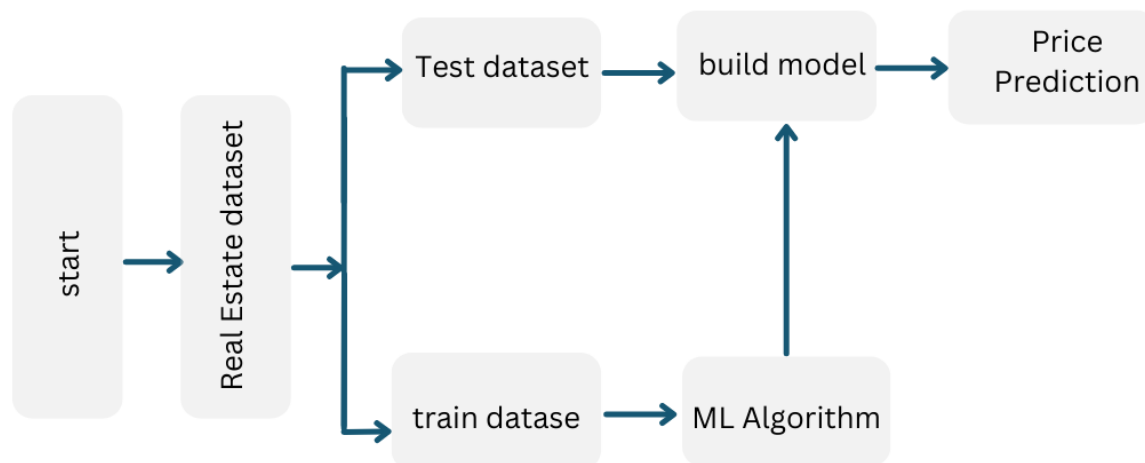 start
Real Estate dataset
Test dataset
build model
Price
Prediction
train datase
ML Algorithm